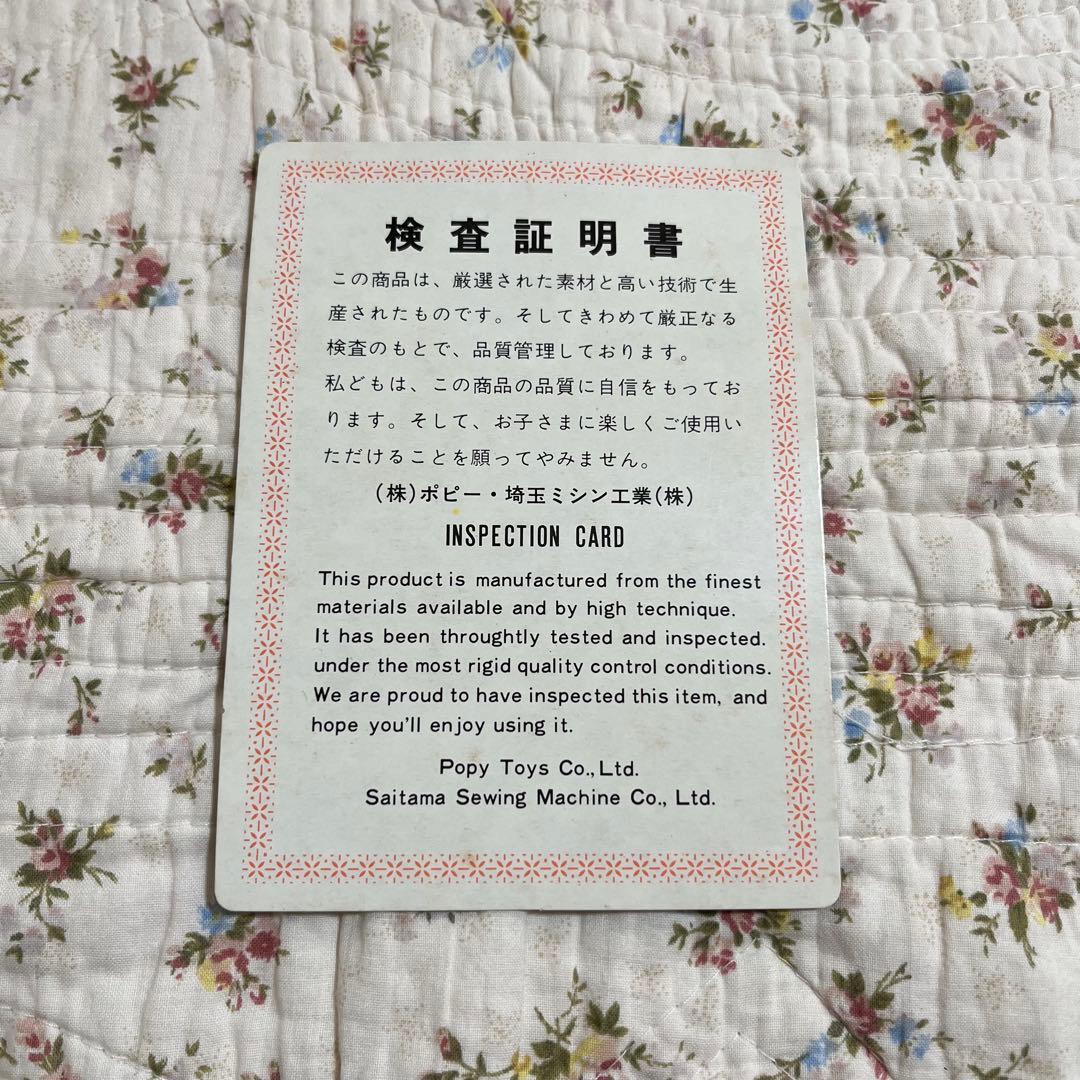 検査証明書
この商品は、厳選された素材と高い技術で生
産されたものです。そしてきわめて厳正なる
検査のもとで、品質管理しております。
私どもは、この商品の品質に自信をもってお
ります。そして、お子さまに楽しくご使用い
ただけることを願ってやみません。
(株)ポピー・埼玉ミシン工業(株)
INSPECTION CARD
This product is manufactured from the finest
materials available and by high technique.
It has been throughtly tested and inspected.
under the most rigid quality control conditions.
We are proud to have inspected this item, and
hope you'll enjoy using it.
Popy Toys Co., Ltd.
Saitama Sewing Machine Co., Ltd.